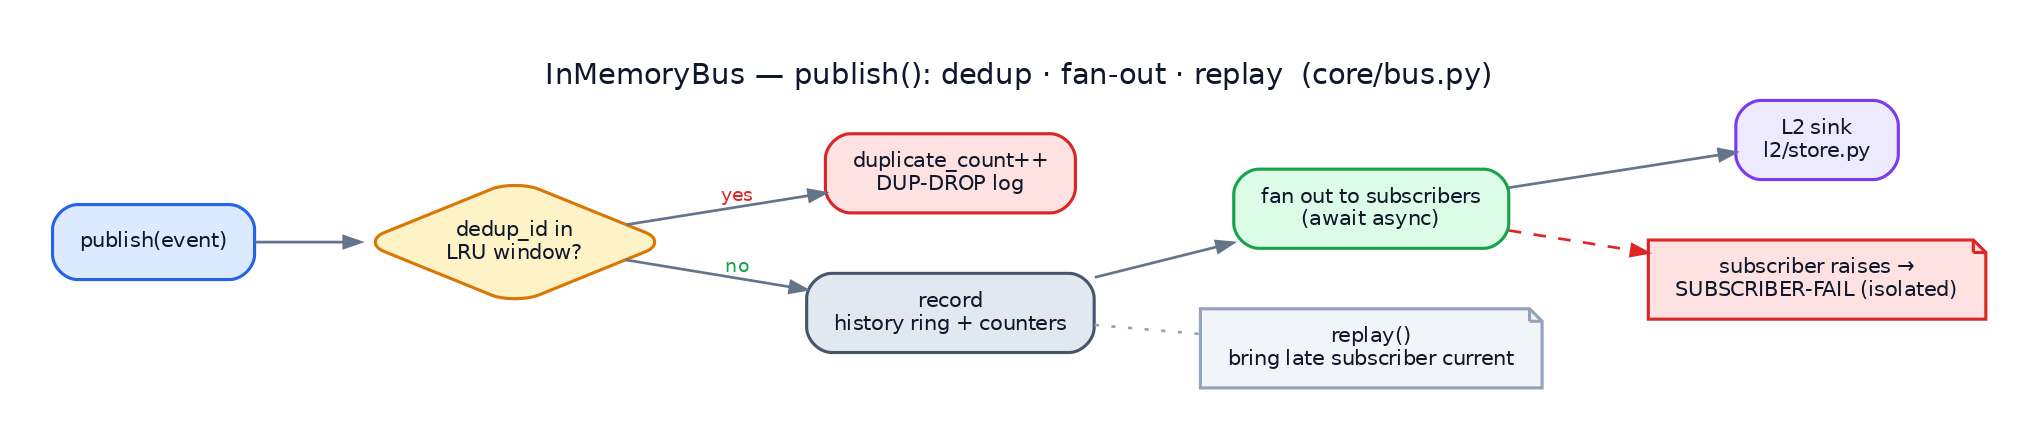 InMemoryBus — publish(): dedup · fan-out · replay  (core/bus.py)
publish(event)
dedup_id in
LRU window?
yes
no
duplicate_count++
DUP-DROP log
record
history ring + counters
fan out to subscribers
(await async)
replay()
bring late subscriber current
L2 sink
l2/store.py
subscriber raises →
SUBSCRIBER-FAIL (isolated)